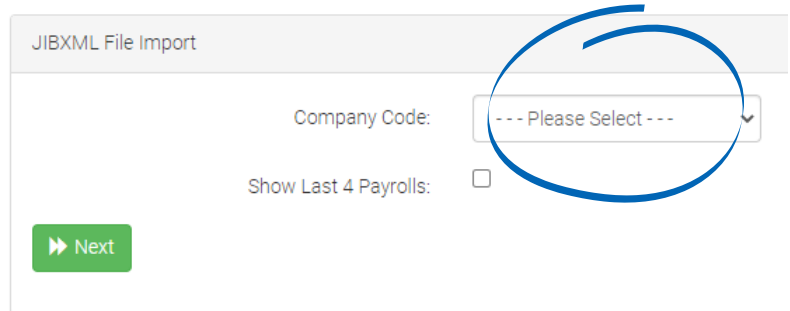 JIBXML File Import
Company Code:
- - - Please Select - - -
Show Last 4 Payrolls:
Next